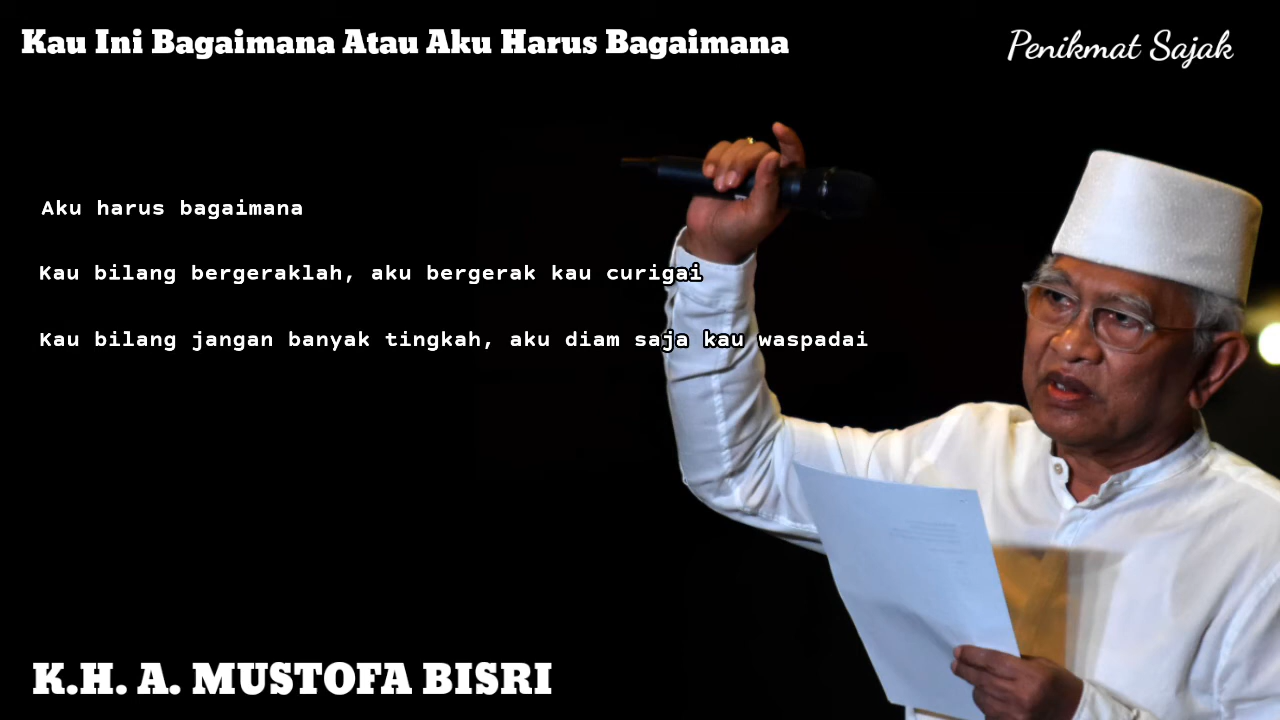 Kau Ini Bagaimana Atau Aku Harus Bagaimana
Penikmat Sajak
Aku harus bagaimana
Kau bilang bergeraklah, aku bergerak kau curigai
Kau bilang jangan banyak tingkah, aku diam saja kau waspadai
K.H. A. MUSTOFA BISRI